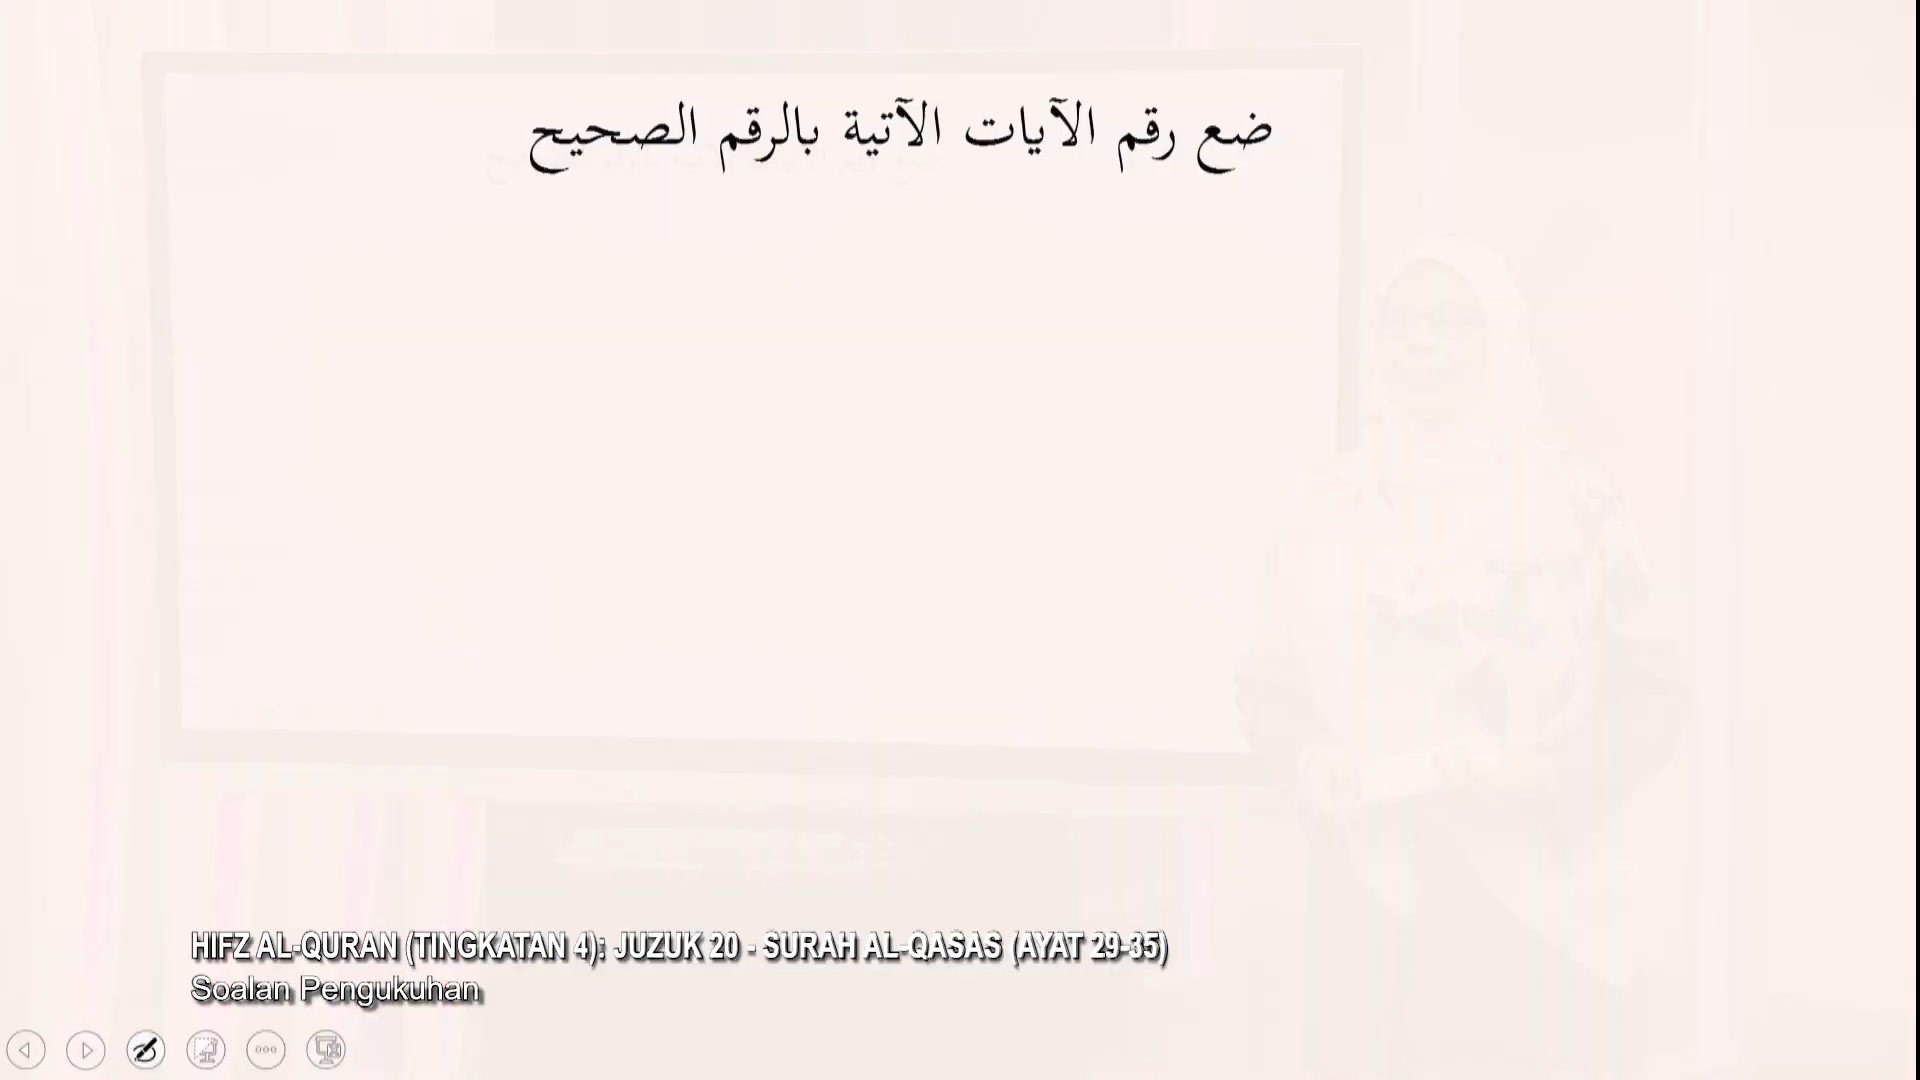 ضع رقم الآيات الآتية بالرقم الصحيح
HIFZ AL-QURAN (TINGKATAN 4): JUZUK 20 - SURAH AL-QASAS (AYAT 29-35)
Soalan Pengukuhan